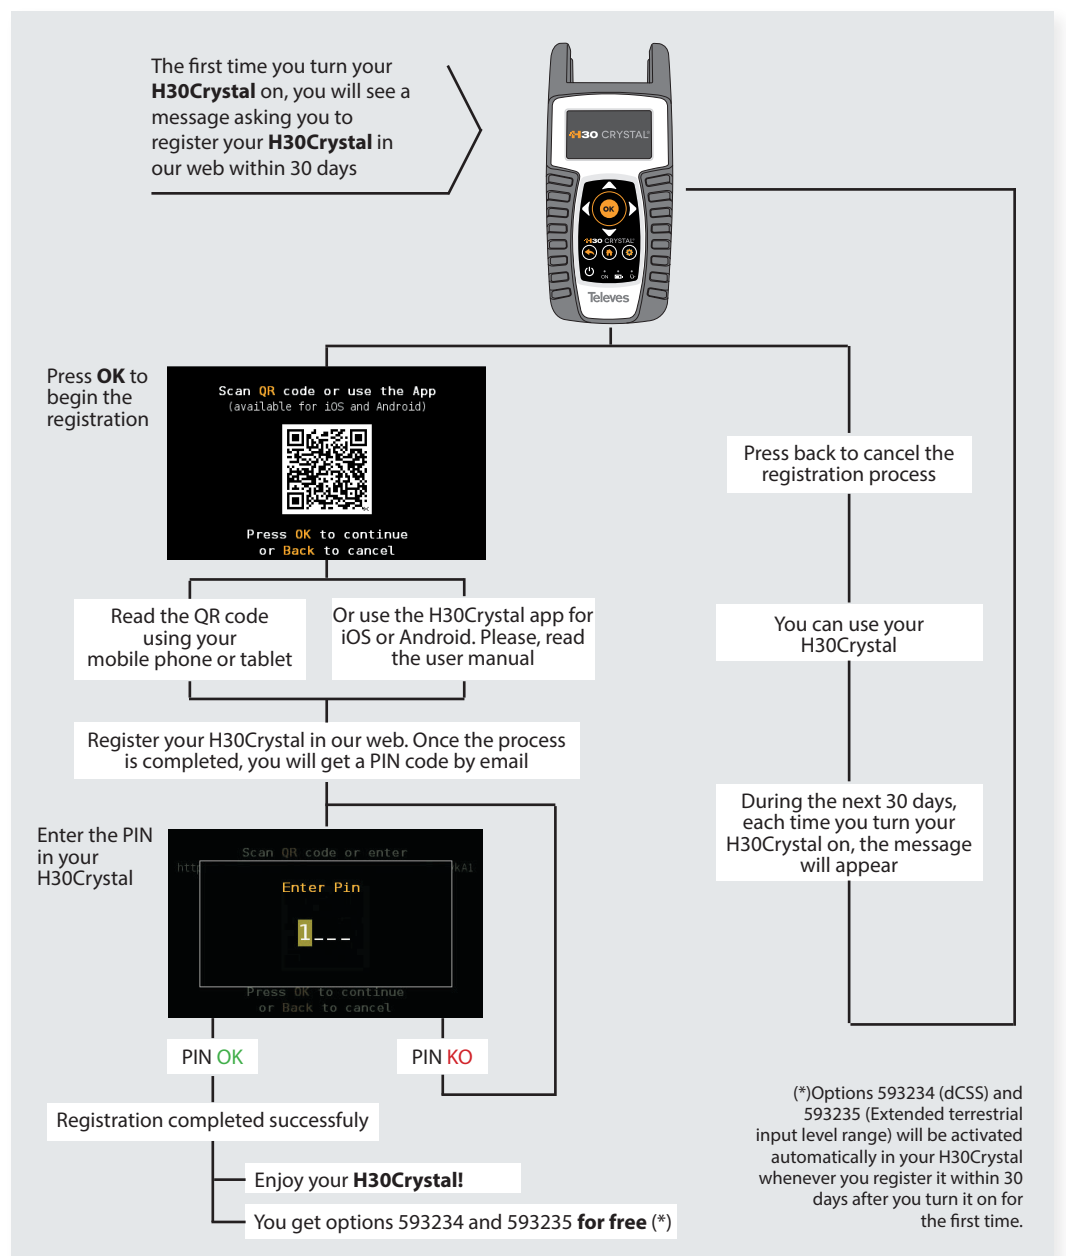 The first time you turn your
H30Crystal on, you will see a
message asking you to
register your H30Crystal in
our web within 30 days
H30 CRYSTAL
OK
H30 CRYSTAL
ON
Televes
Press OK to
begin the
registration
Scan QR code or use the App
(available for iOS and Android)
Press OK to continue
or Back to cancel
Press back to cancel the
registration process
Read the QR code
using your
mobile phone or tablet
Or use the H30Crystal app for
iOS or Android. Please, read
the user manual
You can use your
H30Crystal
Register your H30Crystal in our web. Once the process
is completed, you will get a PIN code by email
During the next 30 days,
each time you turn your
H30Crystal on, the message
will appear
Enter the PIN
in your
H30Crystal
Scan QR code or enter
http kA1
Enter Pin
1___
Press OK to continue
or Back to cancel
PIN OK
PIN KO
Registration completed successfuly
Enjoy your H30Crystal!
You get options 593234 and 593235 for free (*)
(*)Options 593234 (dCSS) and
593235 (Extended terrestrial
input level range) will be activated
automatically in your H30Crystal
whenever you register it within 30
days after you turn it on for
the first time.